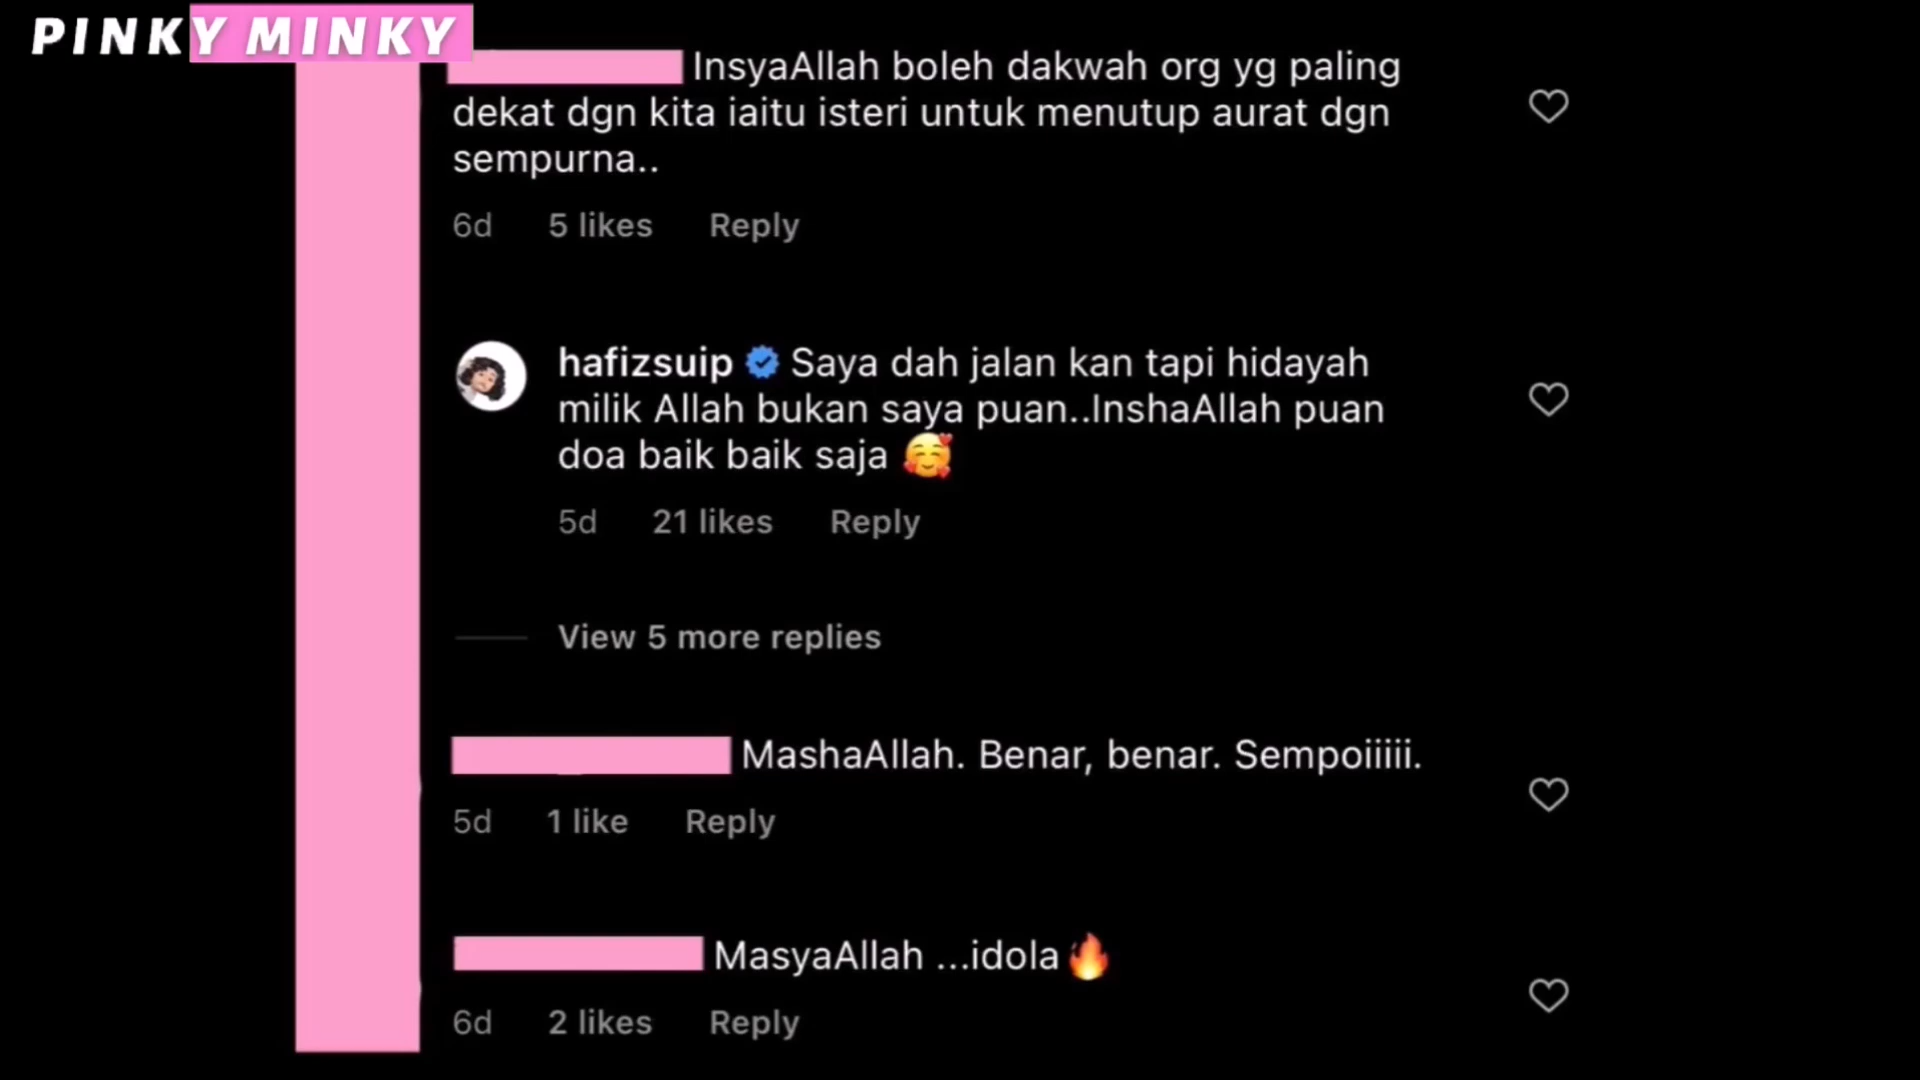 PINKY MINKY
InsyaAllah boleh dakwah org yg paling
dekat dgn kita iaitu isteri untuk menutup aurat dgn
sempurna..
6d 5 likes Reply
hafizsuip Saya dah jalan kan tapi hidayah
milik Allah bukan saya puan..InshaAllah puan
doa baik baik saja 🥰
5d 21 likes Reply
View 5 more replies
MashaAllah. Benar, benar. Sempoiiiii.
5d 1 like Reply
MasyaAllah ...idola🔥
6d 2 likes Reply